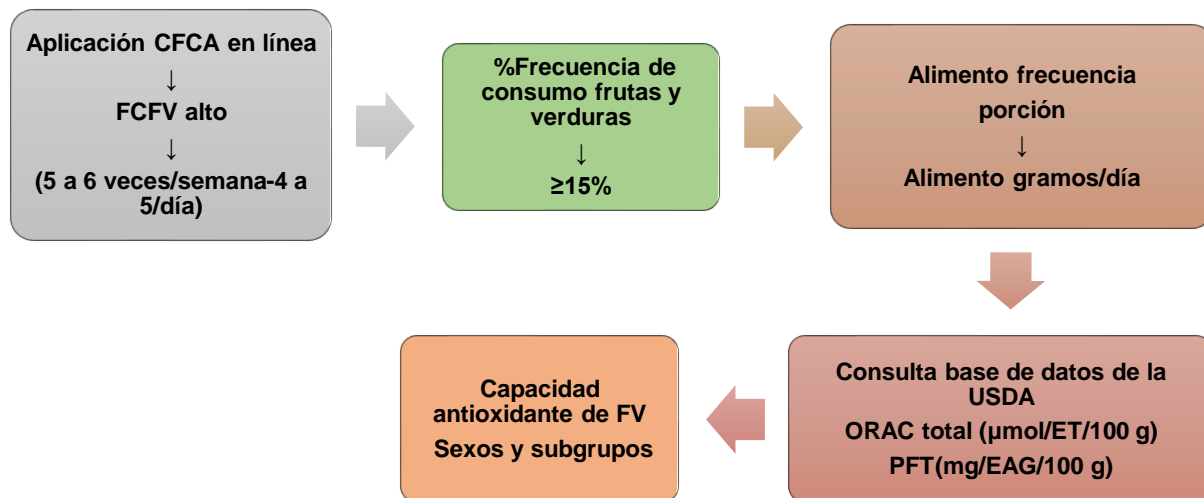 Aplicación CFCA en línea
↓
FCFV alto
↓
(5 a 6 veces/semana-4 a
5/día)
%Frecuencia de
consumo frutas y
verduras
↓
≥15%
Alimento frecuencia
porción
↓
Alimento gramos/día
Consulta base de datos de la
USDA
ORAC total (µmol/ET/100 g)
PFT(mg/EAG/100 g)
Capacidad
antioxidante de FV
Sexos y subgrupos